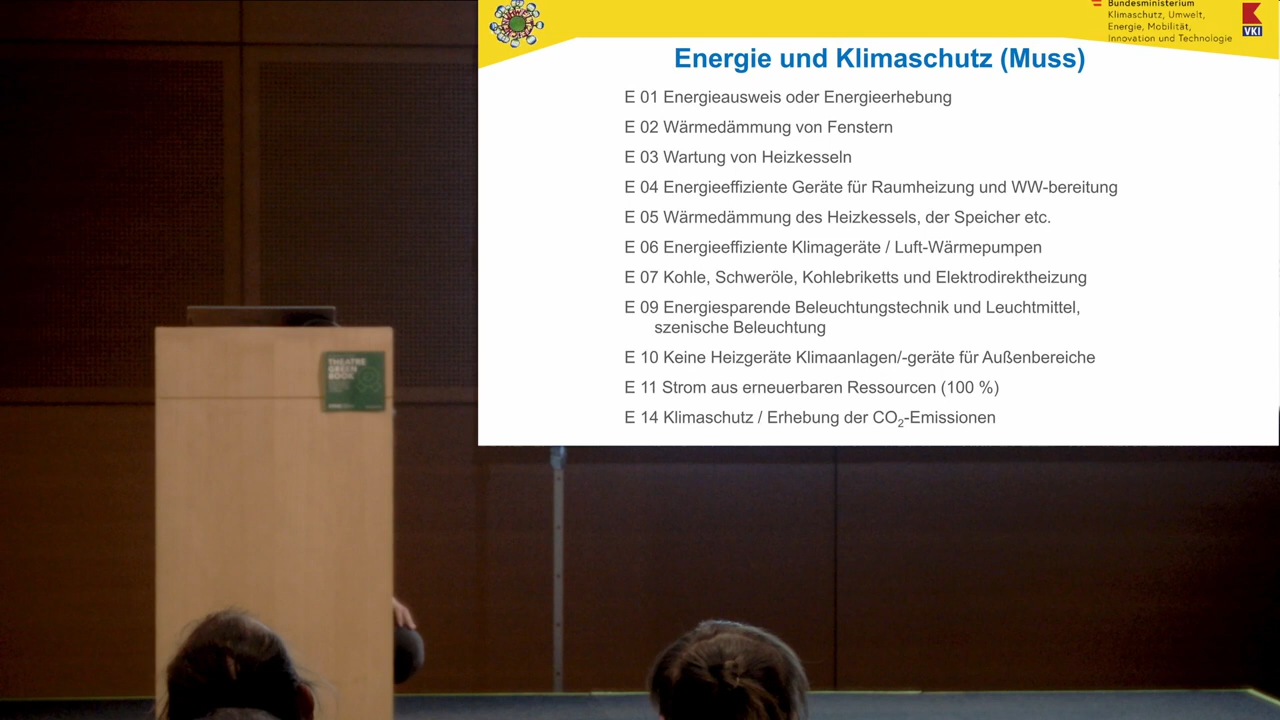 Bundesministerium
Klimaschutz, Umwelt,
Energie, Mobilität,
Innovation und Technologie
VKI
Energie und Klimaschutz (Muss)
E 01 Energieausweis oder Energieerhebung
E 02 Wärmedämmung von Fenstern
E 03 Wartung von Heizkesseln
E 04 Energieeffiziente Geräte für Raumheizung und WW-bereitung
E 05 Wärmedämmung des Heizkessels, der Speicher etc.
E 06 Energieeffiziente Klimageräte / Luft-Wärmepumpen
E 07 Kohle, Schweröle, Kohlebriketts und Elektrodirektheizung
E 09 Energiesparende Beleuchtungstechnik und Leuchtmittel,
szenische Beleuchtung
E 10 Keine Heizgeräte Klimaanlagen/-geräte für Außenbereiche
E 11 Strom aus erneuerbaren Ressourcen (100 %)
E 14 Klimaschutz / Erhebung der CO₂-Emissionen
THEATRE
GREEN
BOOK